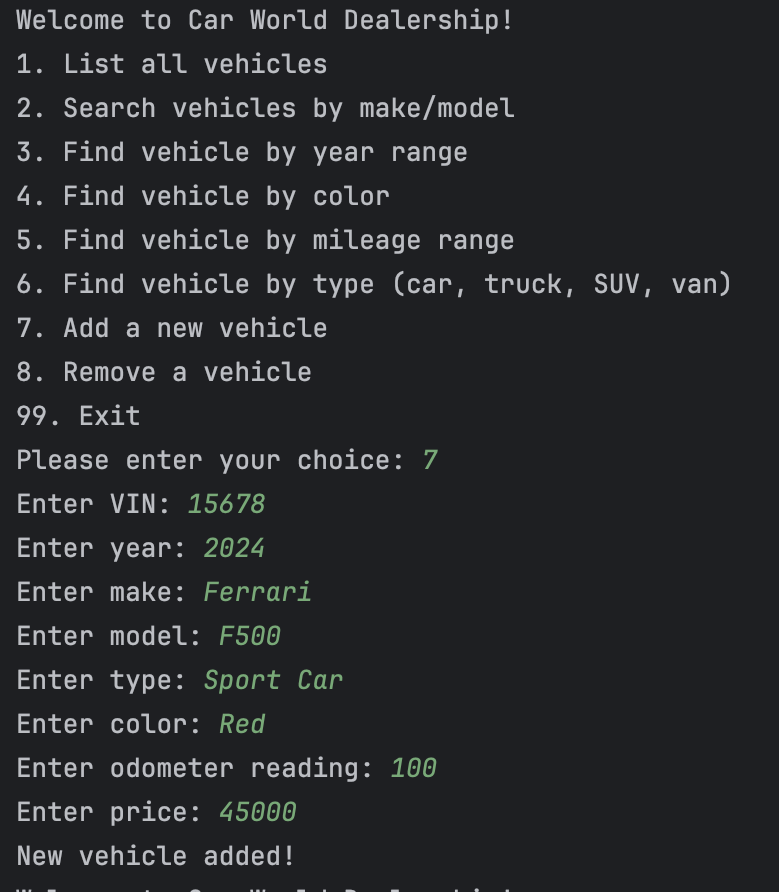 Welcome to Car World Dealership!
1. List all vehicles
2. Search vehicles by make/model
3. Find vehicle by year range
4. Find vehicle by color
5. Find vehicle by mileage range
6. Find vehicle by type (car, truck, SUV, van)
7. Add a new vehicle
8. Remove a vehicle
99. Exit
Please enter your choice: 7
Enter VIN: 15678
Enter year: 2024
Enter make: Ferrari
Enter model: F500
Enter type: Sport Car
Enter color: Red
Enter odometer reading: 100
Enter price: 45000
New vehicle added!